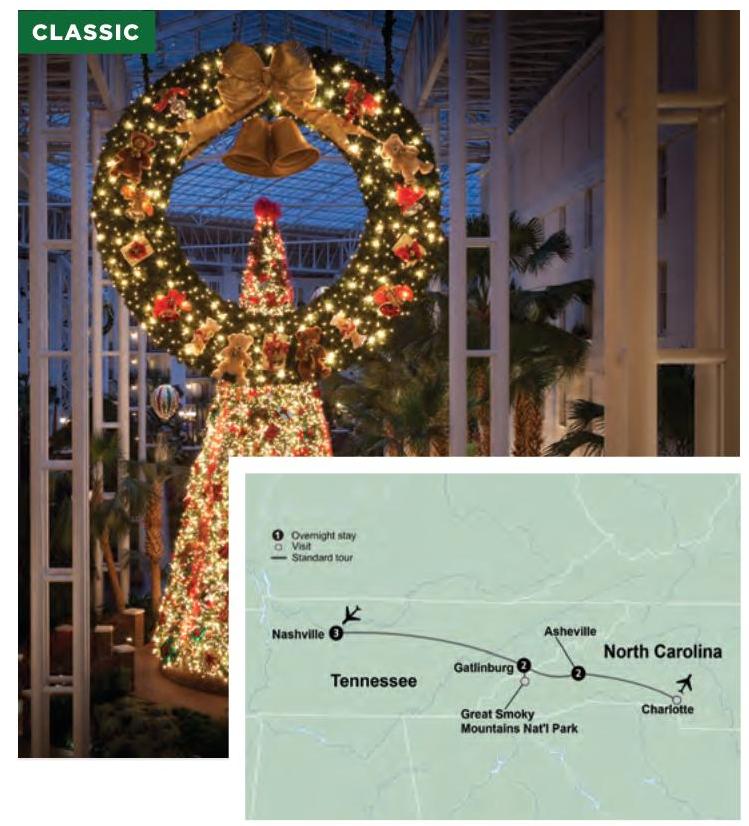 CLASSIC
1 Overnight stay
Visit
Standard tour
Nashville 3
Asheville
2
North Carolina
Gatlinburg 2
Tennessee
Great Smoky
Mountains Nat'l Park
Charlotte